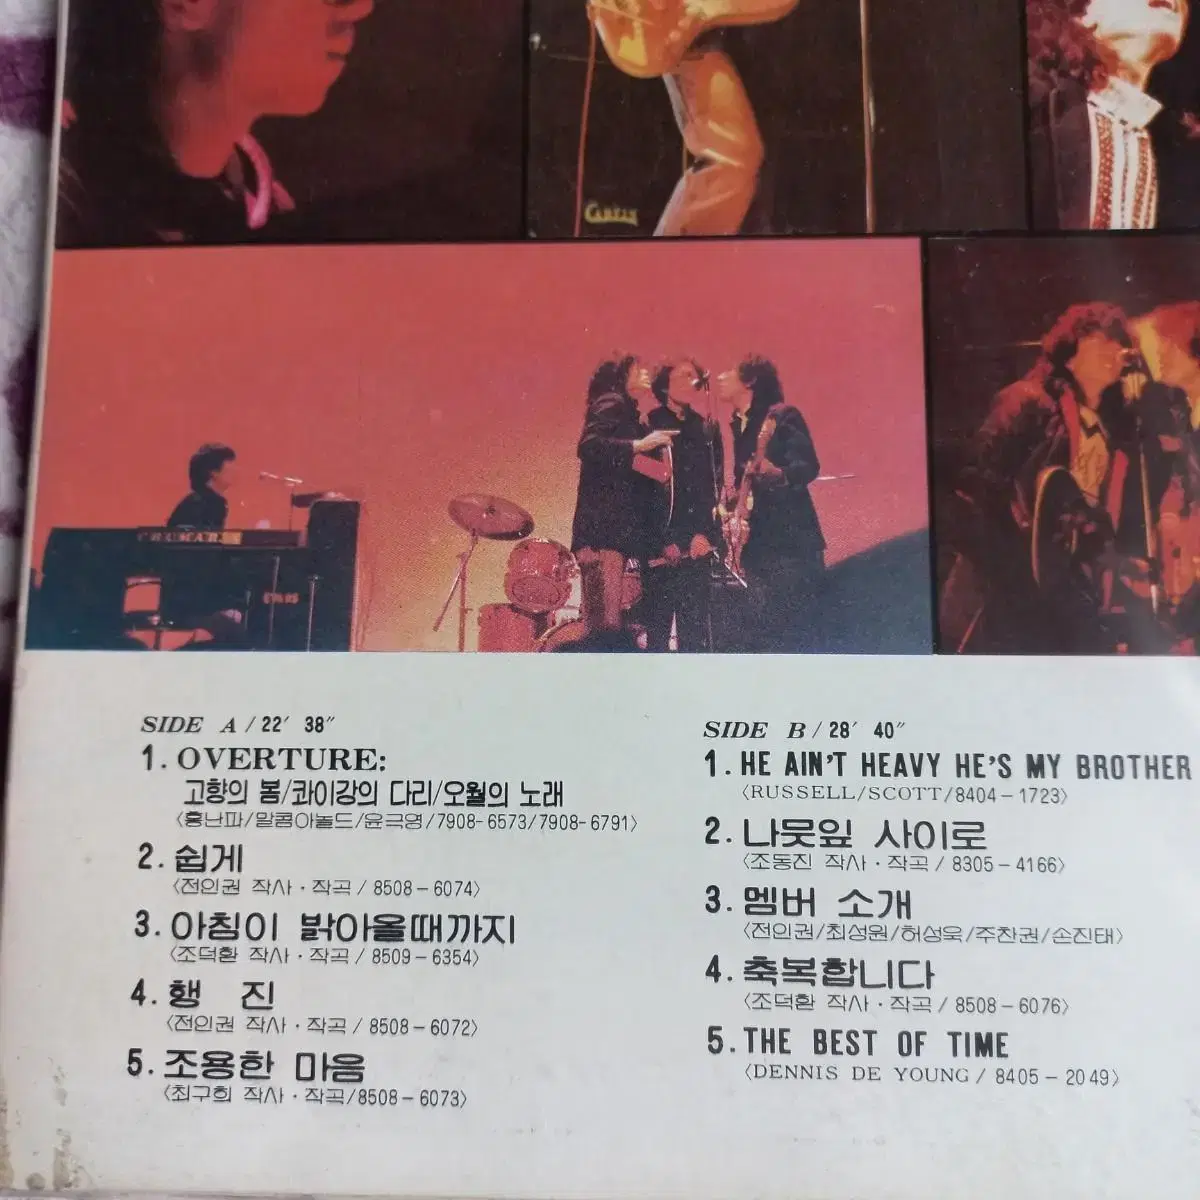 CRUMAR
SIDE A / 22′ 38″
1. OVERTURE:
고향의 봄/콰이강의 다리/오월의 노래
〈홍난파/말콤아놀드/윤극영/7908-6573/7908-6791〉
2. 쉽게
〈전인권 작사·작곡 / 8508-6074〉
3. 아침이 밝아올때까지
〈조덕환 작사·작곡 / 8509-6354〉
4. 행 진
〈전인권 작사·작곡 / 8508-6072〉
5. 조용한 마음
〈최구희 작사·작곡/8508-6073〉
SIDE B / 28′ 40″
1. HE AIN'T HEAVY HE'S MY BROTHER
〈RUSSELL/SCOTT/8404-1723〉
2. 나뭇잎 사이로
〈조동진 작사·작곡 / 8305-4166〉
3. 멤버 소개
〈전인권/최성원/허성욱/주찬권/손진태〉
4. 축복합니다
〈조덕환 작사·작곡/ 8508-6076〉
5. THE BEST OF TIME
〈DENNIS DE YOUNG / 8405-2049〉